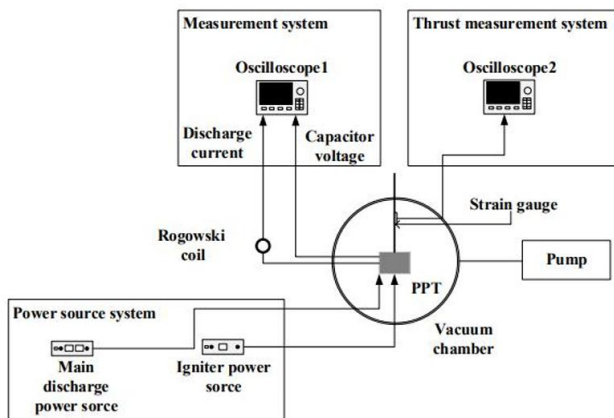 Measurement system
Oscilloscope1
Discharge
current
Capacitor
voltage
Thrust measurement system
Oscilloscope2
Strain gauge
Rogowski
coil
PPT
Pump
Vacuum
chamber
Power source system
Main
discharge
power sorce
Igniter power
sorce